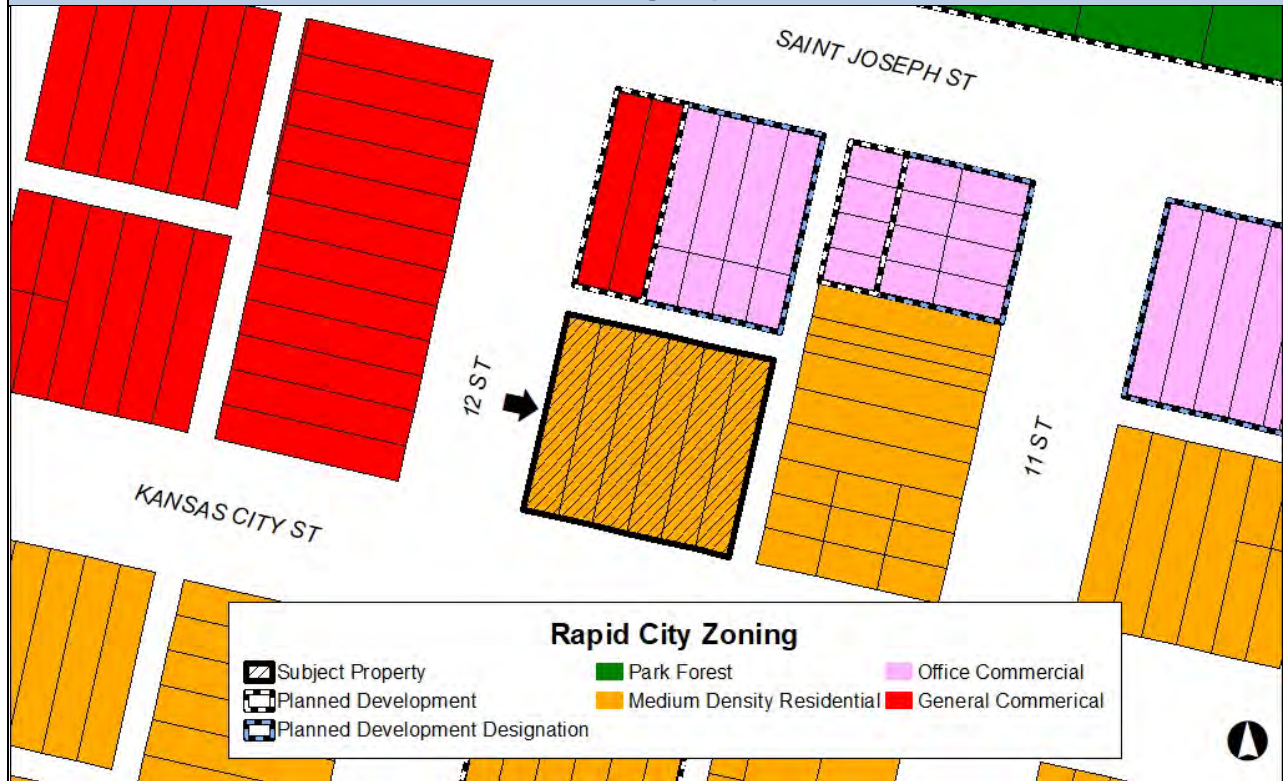 SAINT JOSEPH ST
12 ST
11 ST
KANSAS CITY ST
Rapid City Zoning
Subject Property
Planned Development
Planned Development Designation
Park Forest
Medium Density Residential
Office Commercial
General Commerical